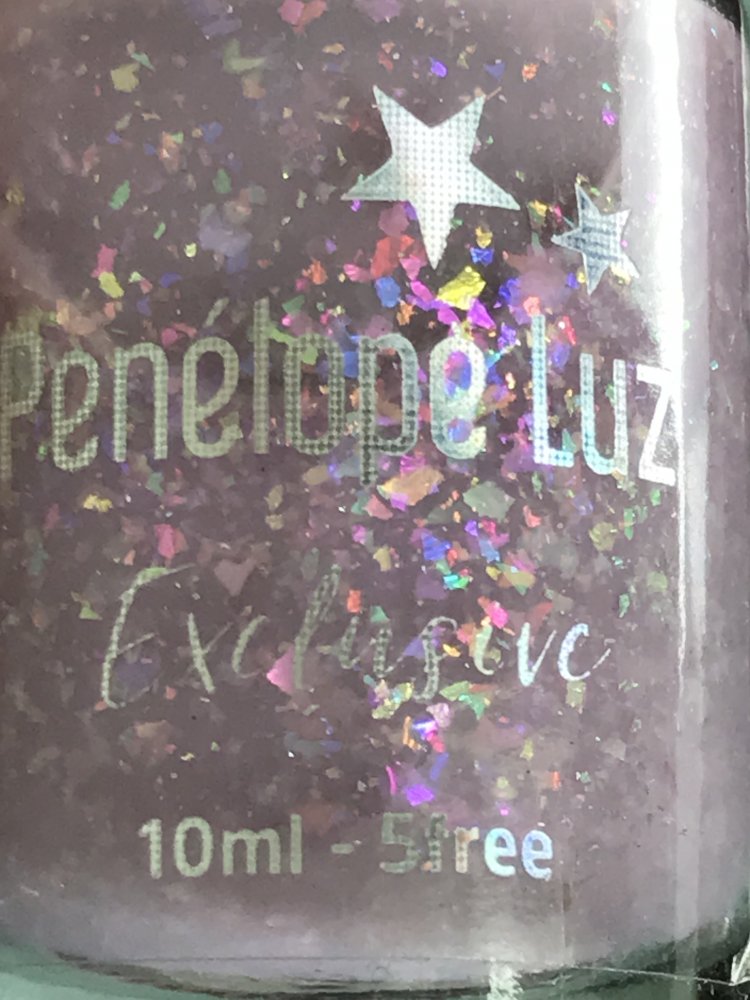 Penélope Luz
Exclusive
10ml - 5free